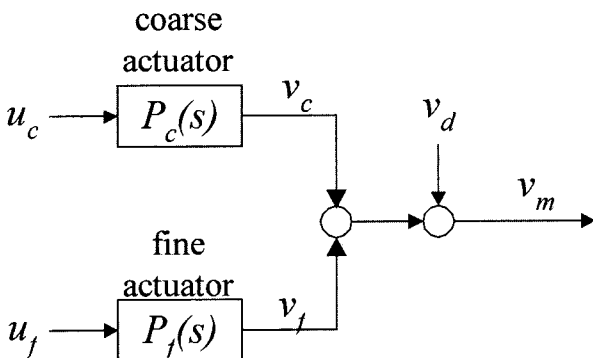 coarse
actuator
u_c
P_c(s)
v_c
v_d
v_m
fine
actuator
u_f
P_f(s)
v_f